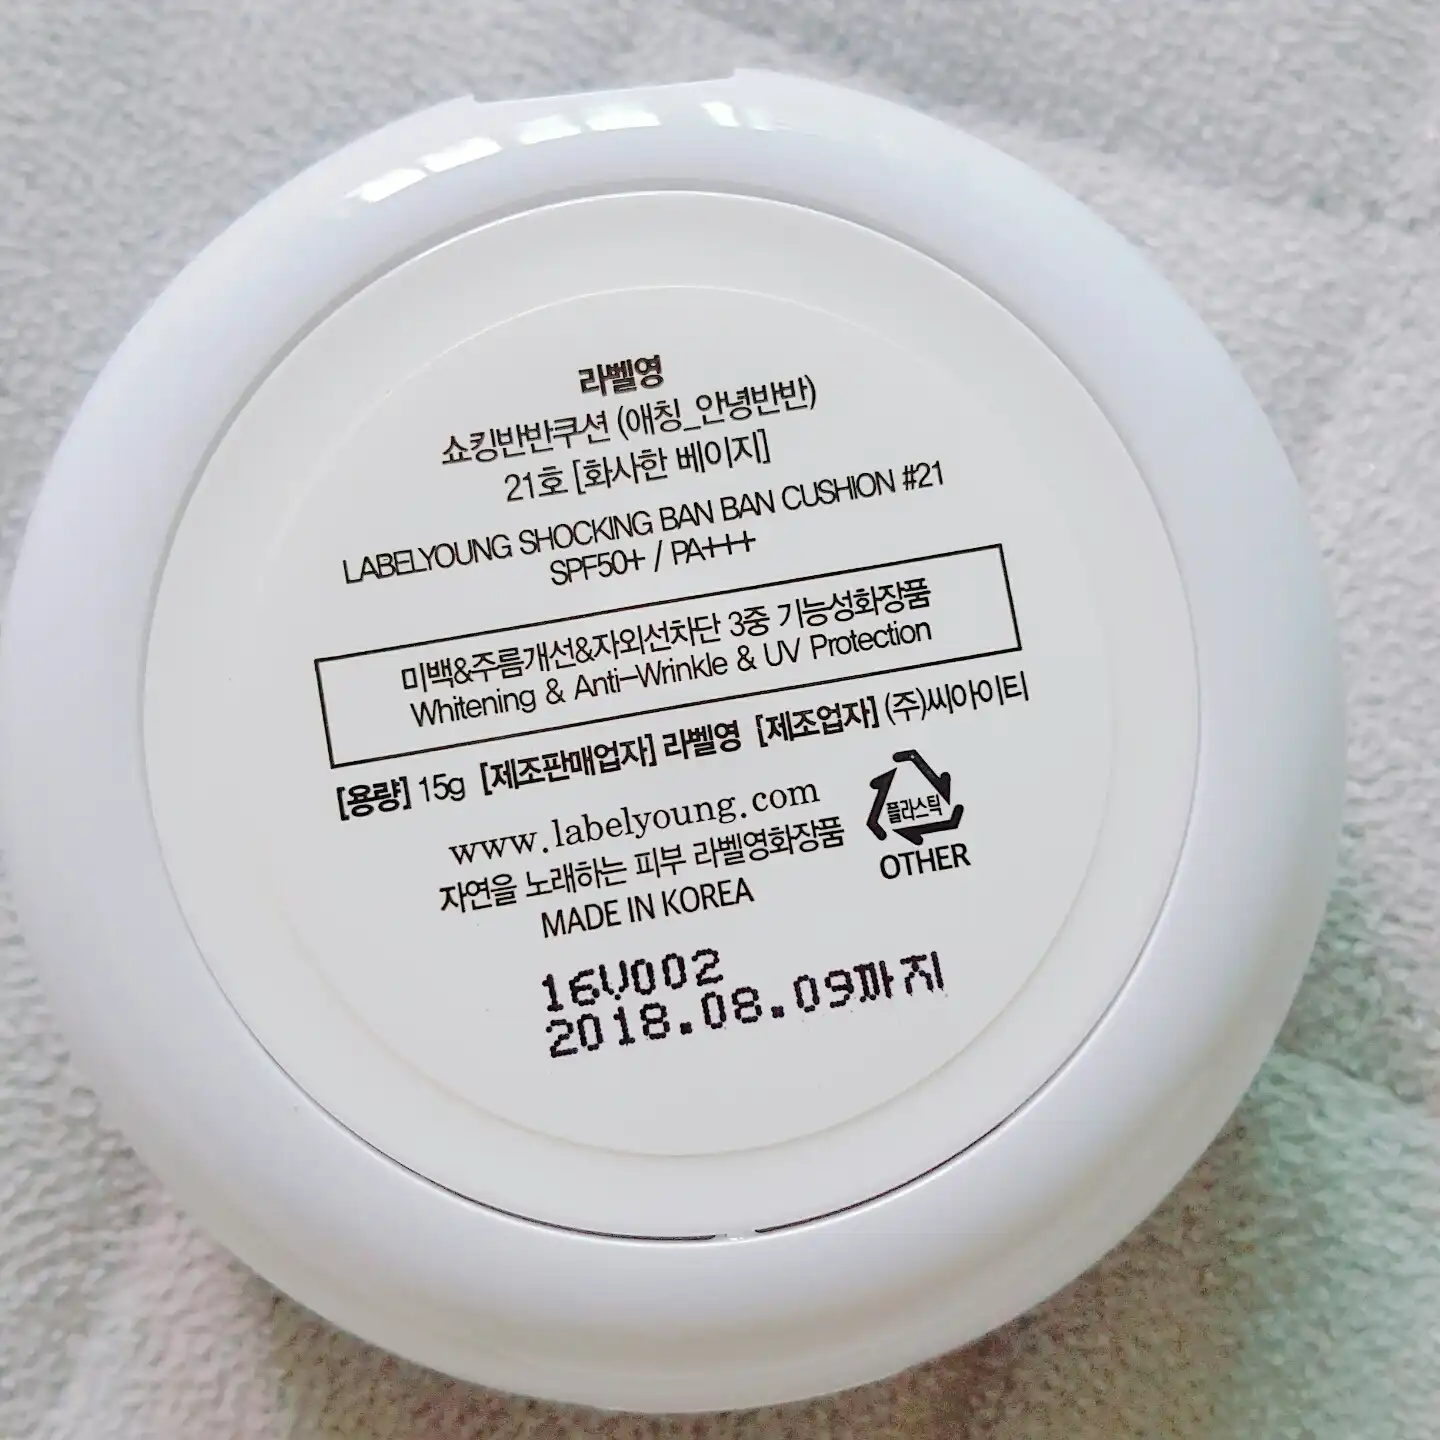 라벨영
쇼킹반반쿠션 (애칭_안녕반반)
21호 [화사한 베이지]
LABELYOUNG SHOCKING BAN BAN CUSHION #21
SPF50+ / PA+++
미백&주름개선&자외선차단 3중 기능성화장품
Whitening & Anti-Wrinkle & UV Protection
[용량] 15g [제조판매업자] 라벨영 [제조업자] (주)씨아이티
www.labelyoung.com
자연을 노래하는 피부 라벨영화장품
MADE IN KOREA
플라스틱
OTHER
16V002
2018.08.09까지